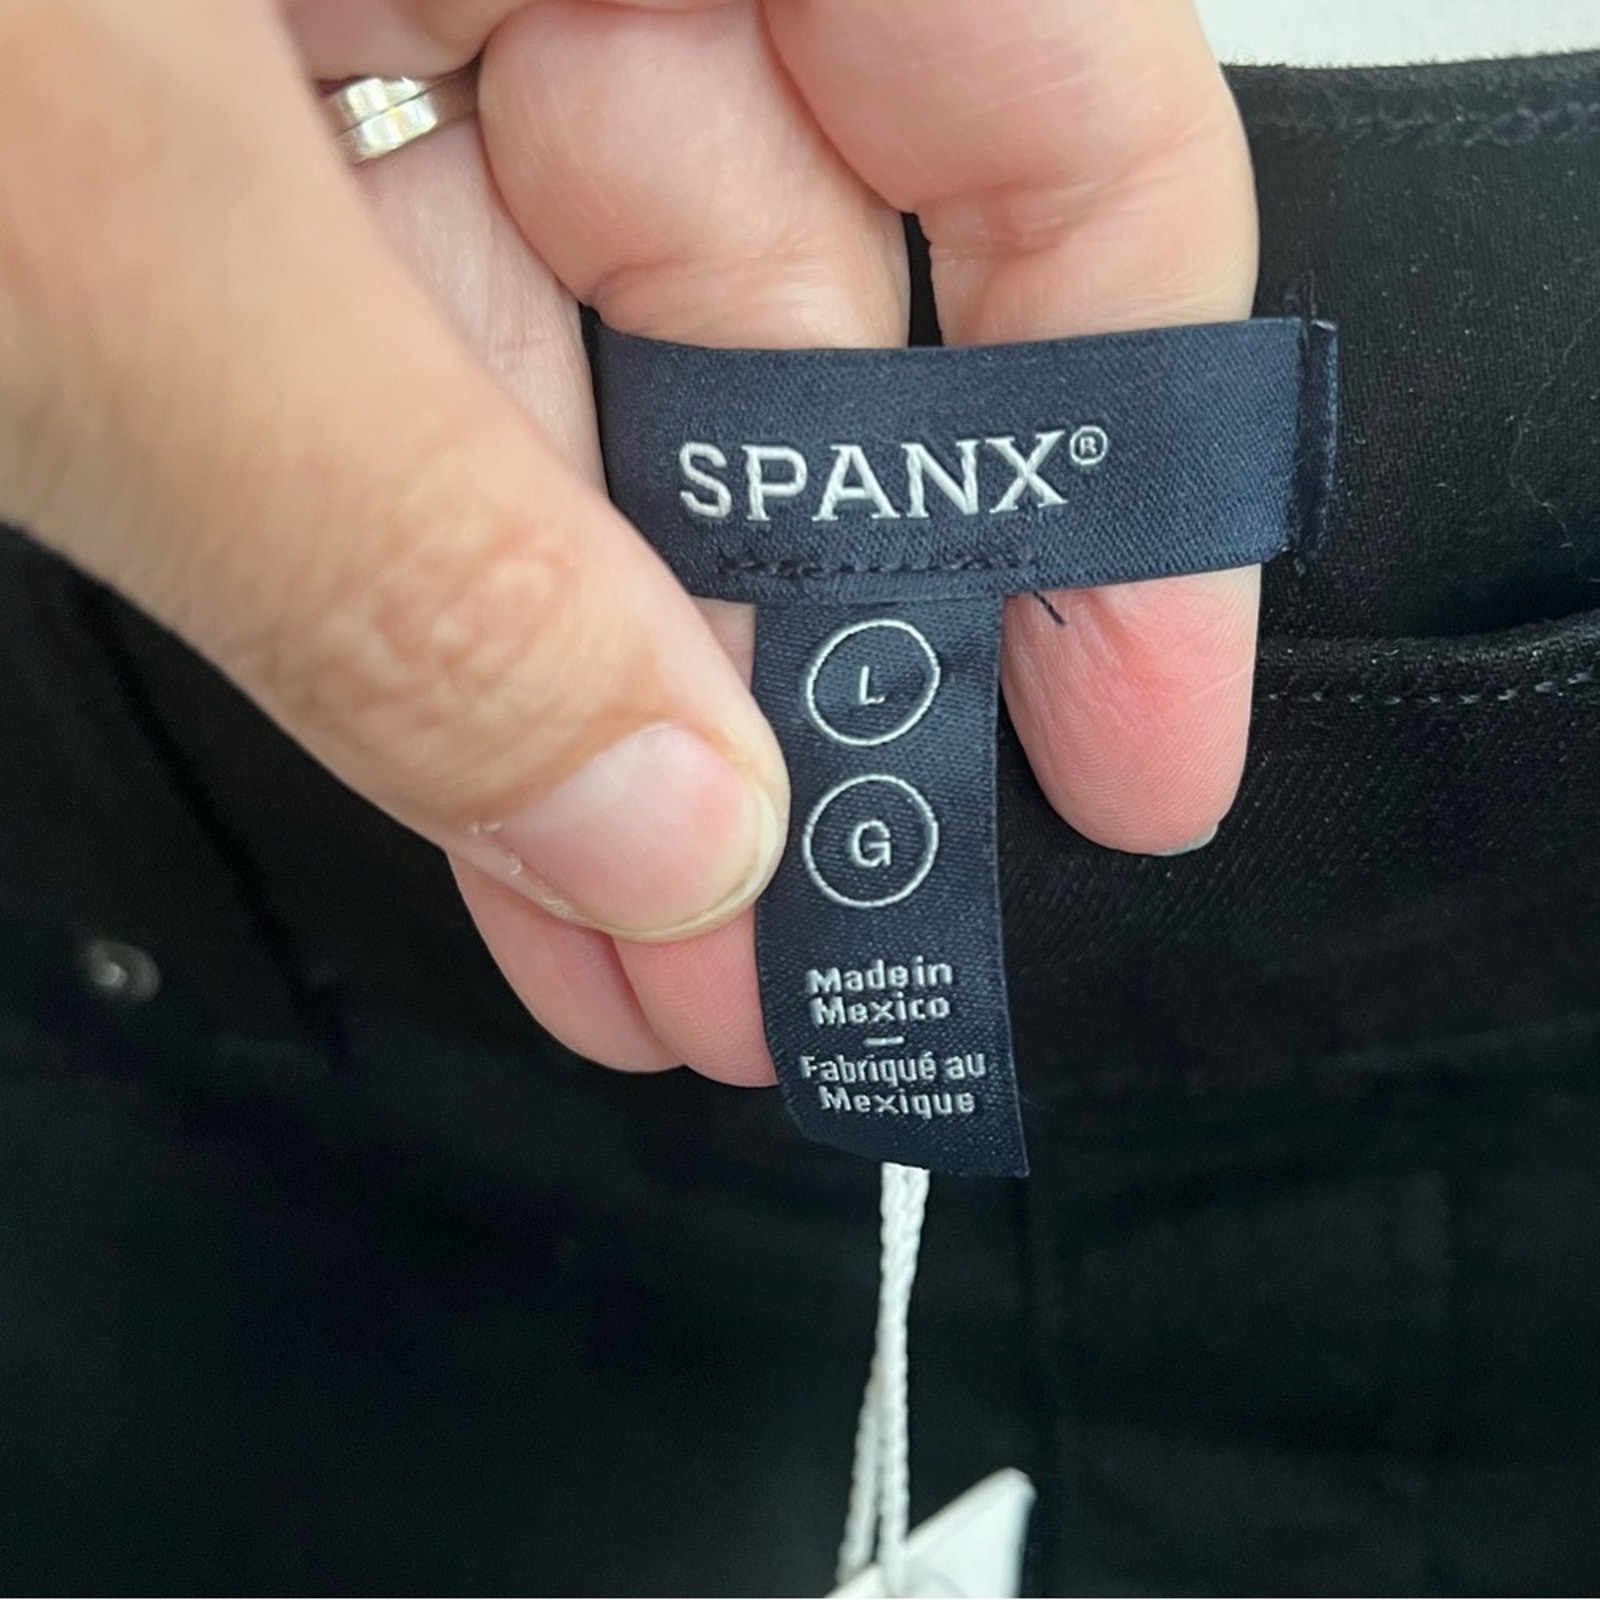 SPANX®
L
G
Made in
Mexico
—
Fabriqué au
Mexique